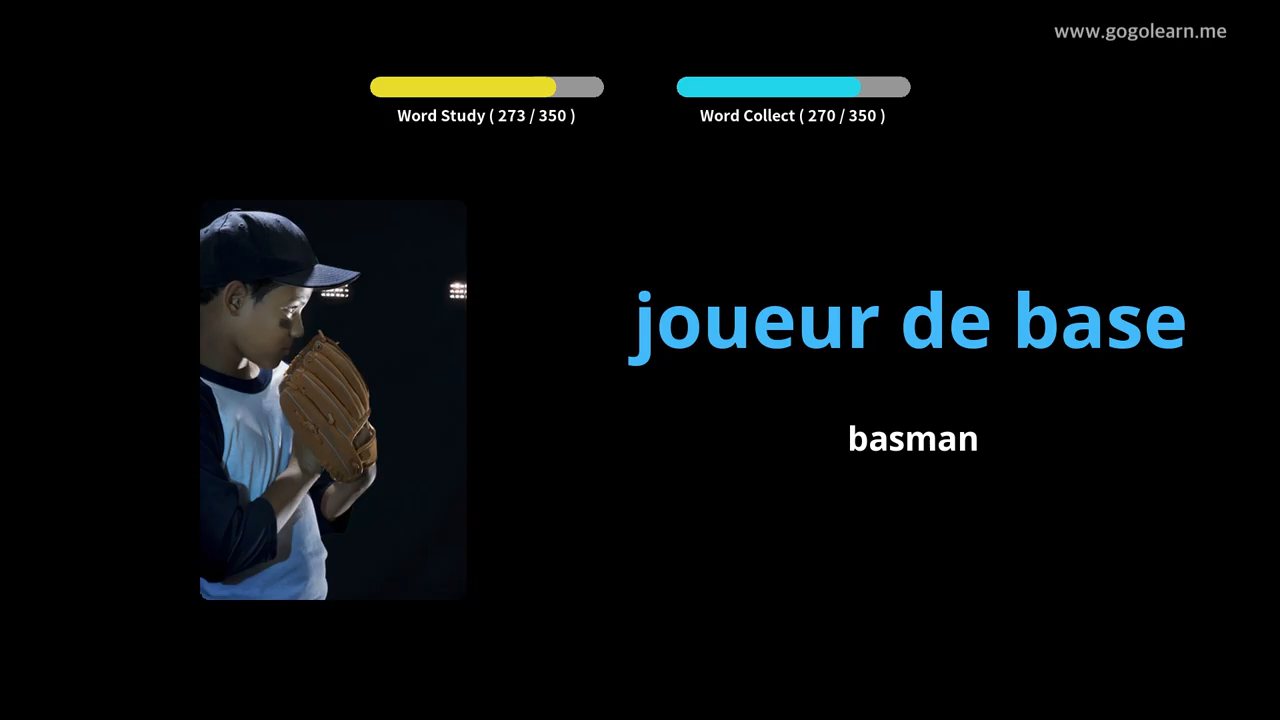 www.gogolearn.me
Word Study ( 273 / 350 )
Word Collect ( 270 / 350 )
joueur de base
basman